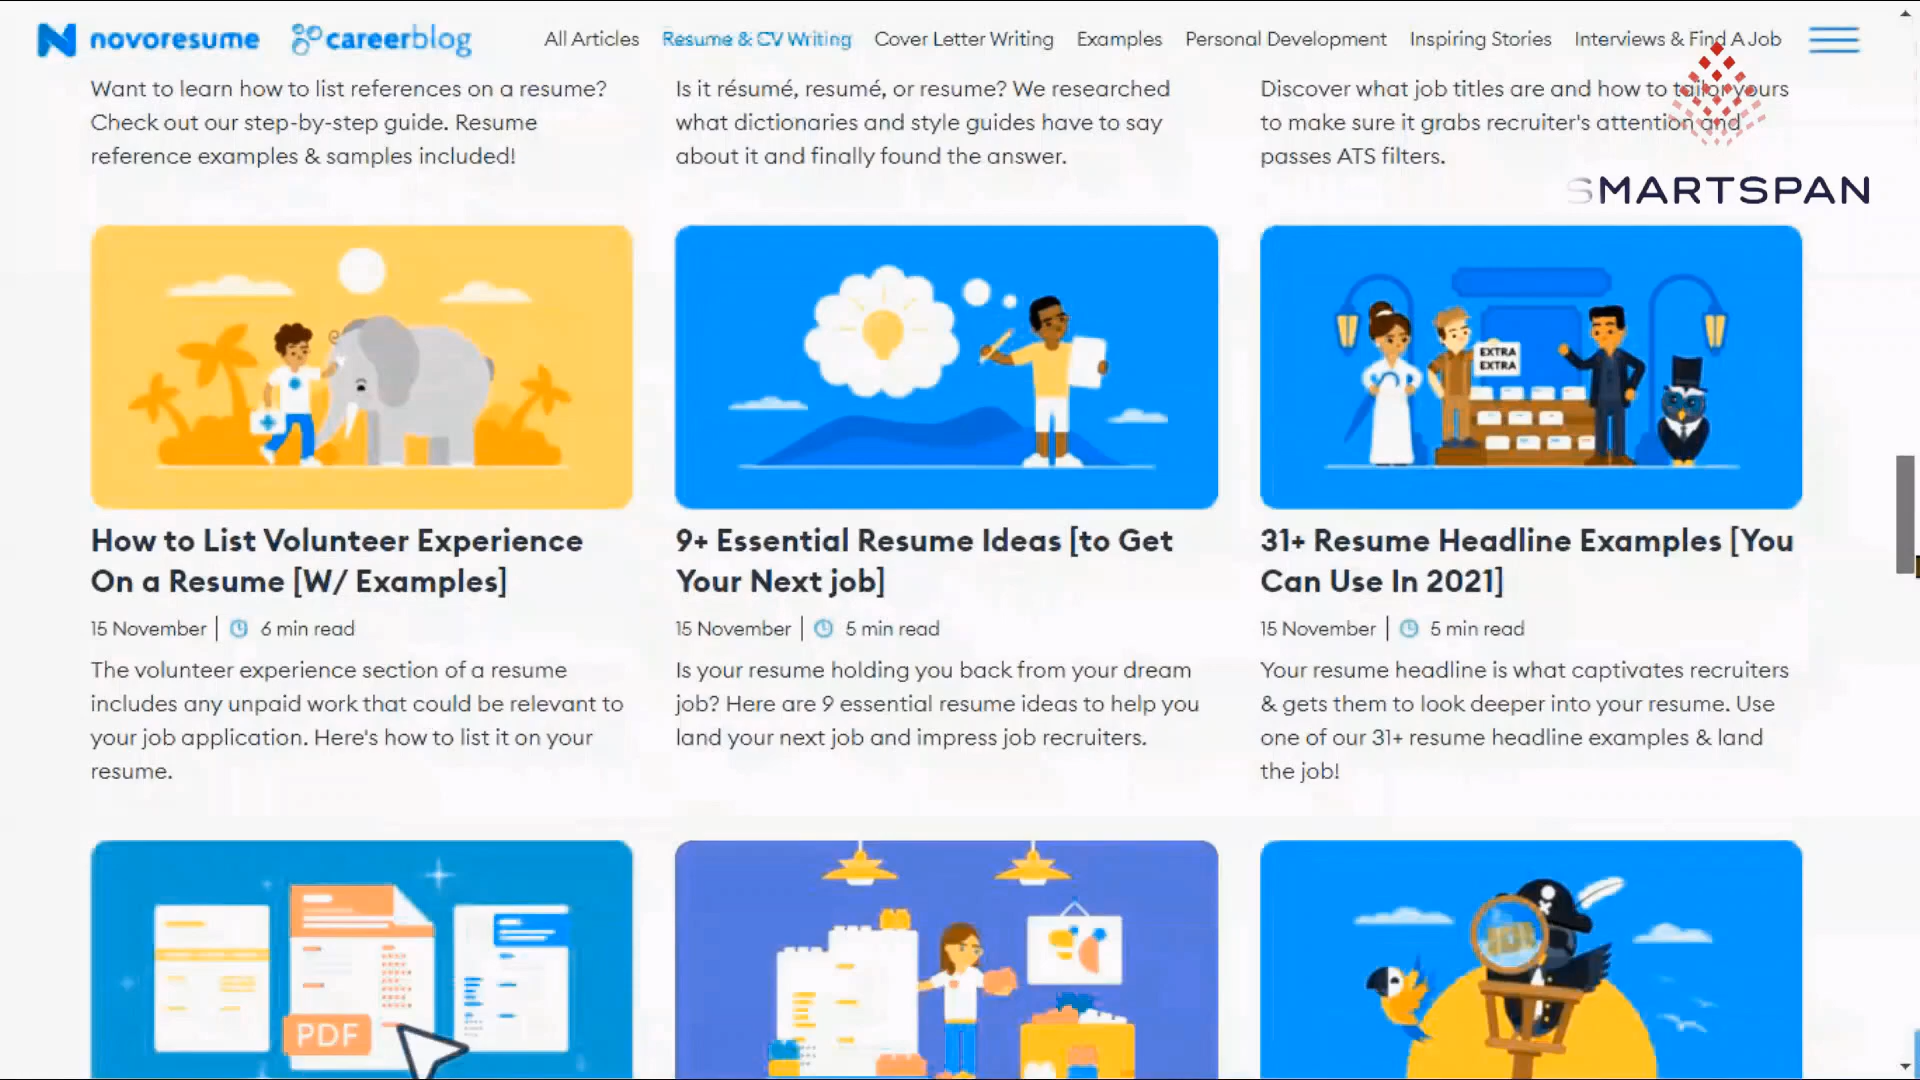 novoresume careerblog All Articles Resume & CV Writing Cover Letter Writing Examples Personal Development Inspiring Stories Interviews & Find A Job
Want to learn how to list references on a resume?
Check out our step-by-step guide. Resume
reference examples & samples included!
Is it résumé, resumé, or resume? We researched
what dictionaries and style guides have to say
about it and finally found the answer.
Discover what job titles are and how to tailor yours
to make sure it grabs recruiter's attention and
passes ATS filters.
SMARTSPAN
EXTRA
EXTRA
How to List Volunteer Experience
On a Resume [W/ Examples]
15 November | 6 min read
The volunteer experience section of a resume
includes any unpaid work that could be relevant to
your job application. Here's how to list it on your
resume.
9+ Essential Resume Ideas [to Get
Your Next job]
15 November | 5 min read
Is your resume holding you back from your dream
job? Here are 9 essential resume ideas to help you
land your next job and impress job recruiters.
31+ Resume Headline Examples [You
Can Use In 2021]
15 November | 5 min read
Your resume headline is what captivates recruiters
& gets them to look deeper into your resume. Use
one of our 31+ resume headline examples & land
the job!
PDF